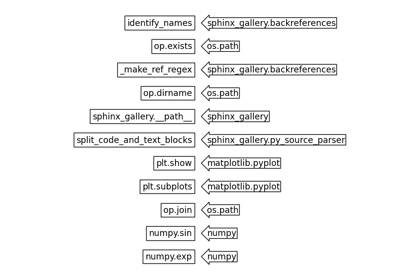 identify_names sphinx_gallery.backreferences
op.exists os.path
_make_ref_regex sphinx_gallery.backreferences
op.dirname os.path
sphinx_gallery.__path__ sphinx_gallery
split_code_and_text_blocks sphinx_gallery.py_source_parser
plt.show matplotlib.pyplot
plt.subplots matplotlib.pyplot
op.join os.path
numpy.sin numpy
numpy.exp numpy